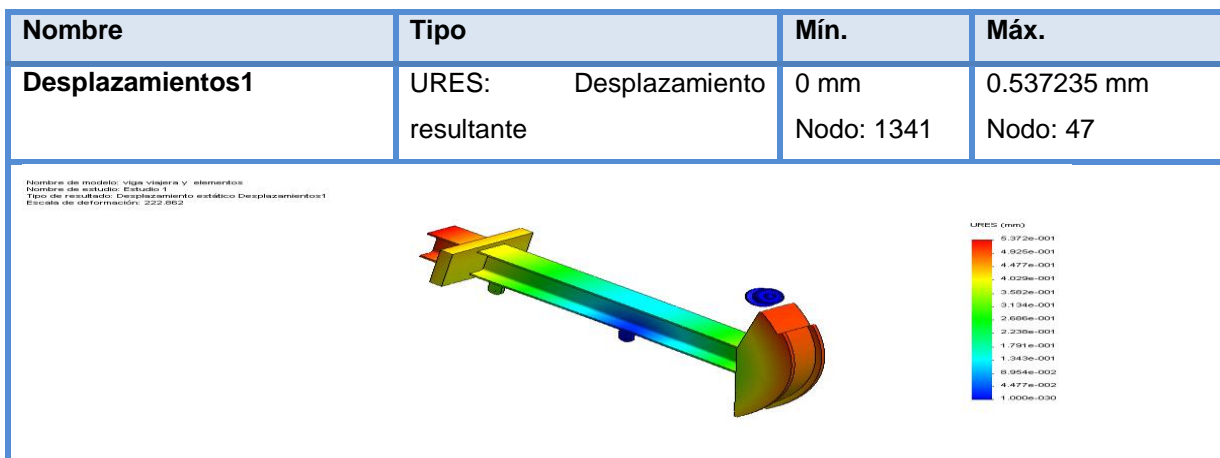 Nombre Tipo Mín. Máx.
Desplazamientos1 URES: Desplazamiento 0 mm 0.537235 mm
resultante Nodo: 1341 Nodo: 47
Nombre de modelo: viga viajera y elementos
Nombre de estudio: Estudio 1
Tipo de resultado: Desplazamiento estático Desplazamientos1
Escala de deformación: 222.862
URES (mm)
5.372e-001
4.925e-001
4.477e-001
4.029e-001
3.582e-001
3.134e-001
2.686e-001
2.238e-001
1.791e-001
1.343e-001
8.954e-002
4.477e-002
1.000e-030